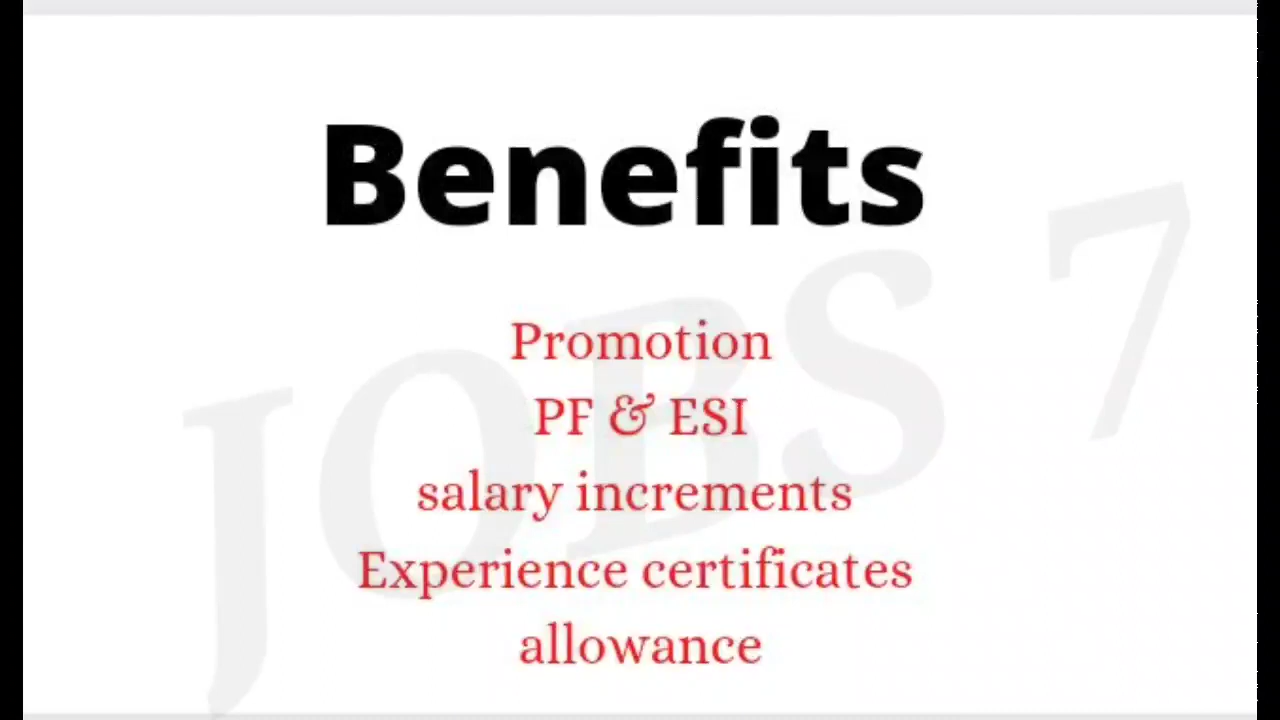 Benefits
Promotion
PF & ESI
salary increments
Experience certificates
allowance
JOBS 7